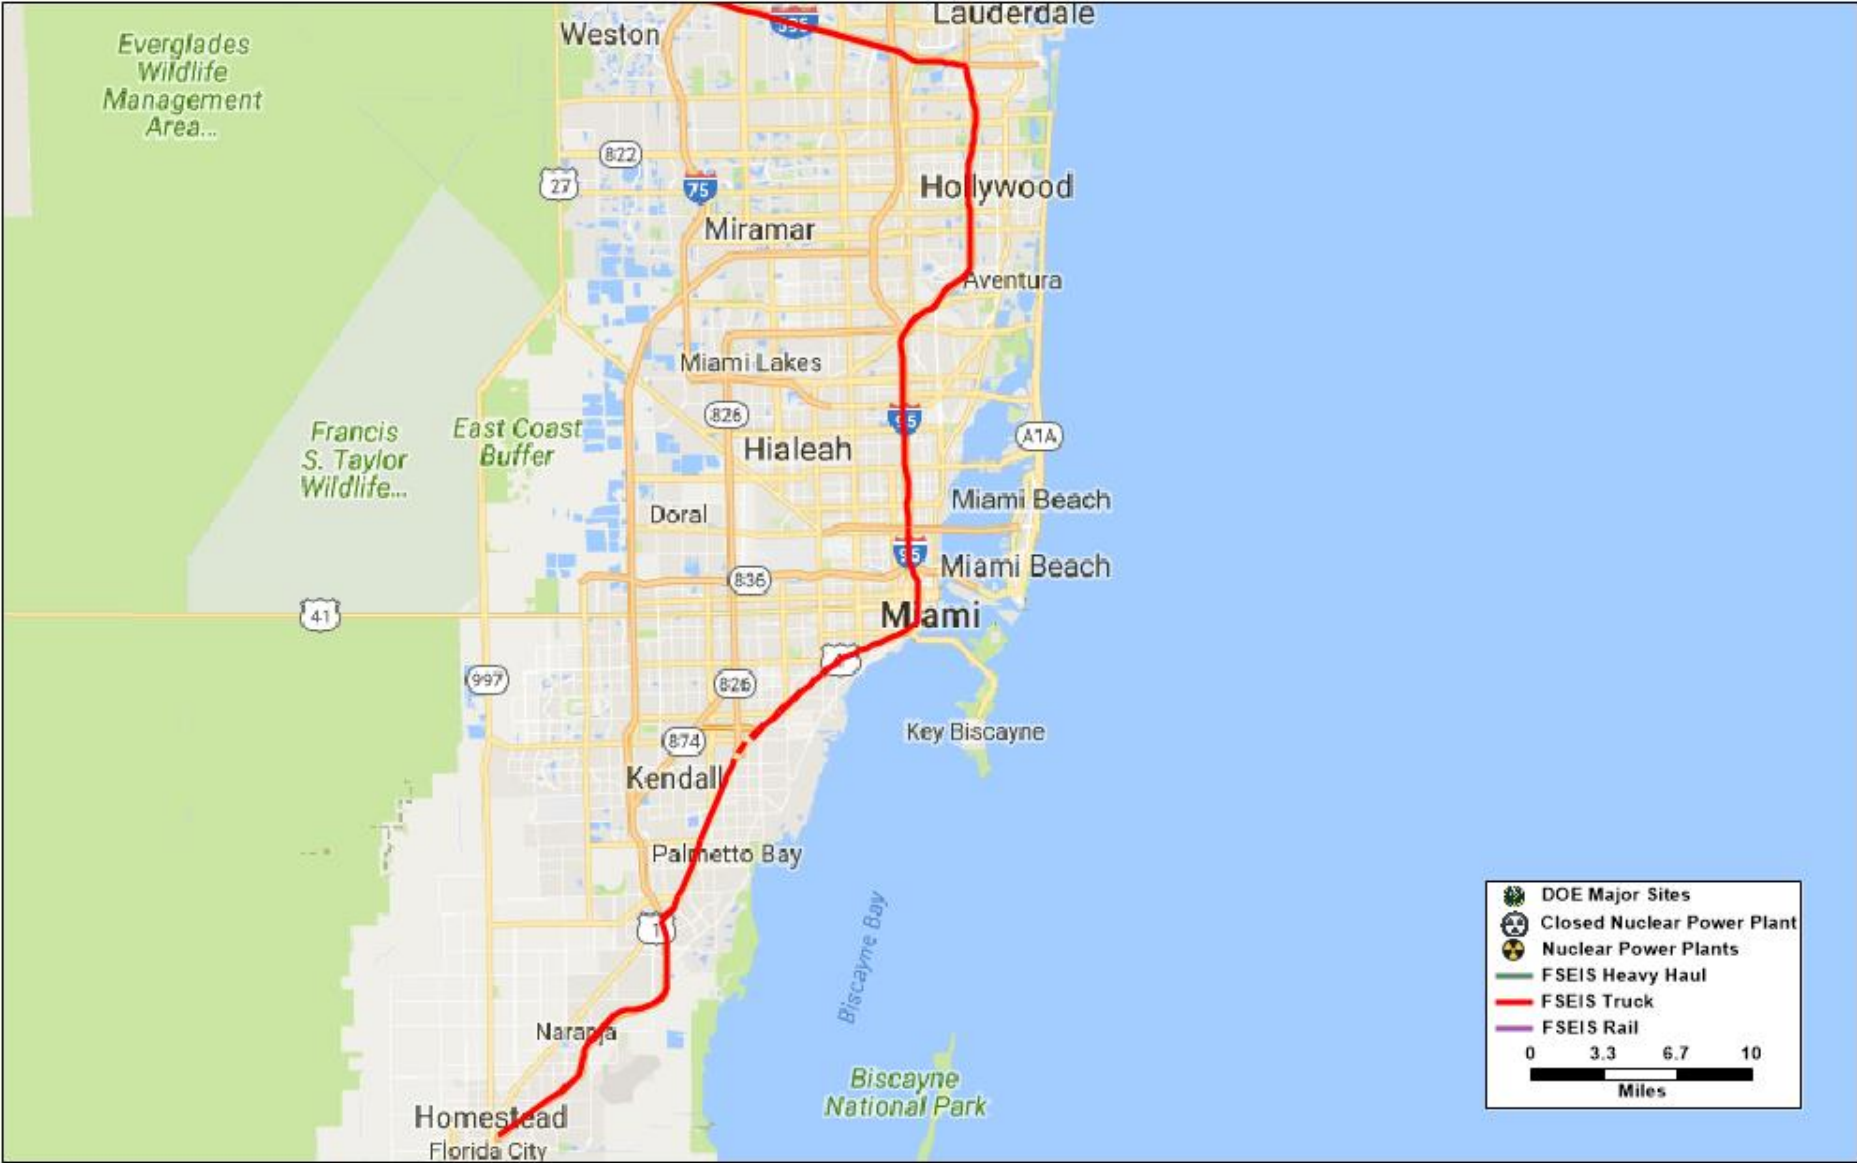 Lauderdale
Weston
595
Everglades
Wildlife
Management
Area...
822
27
75
Hollywood
Miramar
Aventura
Miami Lakes
826
95
A1A
Francis
S. Taylor
Wildlife...
East Coast
Buffer
Hialeah
Miami Beach
Doral
95
Miami Beach
836
41
Miami
997
826
874
Key Biscayne
Kendall
Palmetto Bay
1
Biscayne Bay
Naranja
Biscayne
National Park
Homestead
Florida City
DOE Major Sites
Closed Nuclear Power Plant
Nuclear Power Plants
FSEIS Heavy Haul
FSEIS Truck
FSEIS Rail
0 3.3 6.7 10
Miles